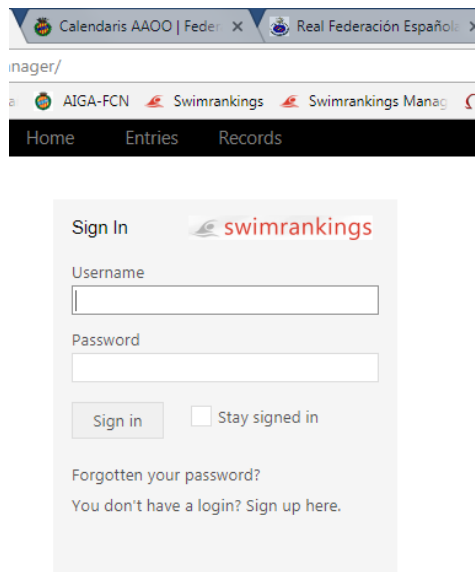 Calendaris AAOO | Feder
Real Federación Española
nager/
AIGA-FCN Swimrankings Swimrankings Manag
Home Entries Records
Sign In swimrankings
Username
Password
Sign in Stay signed in
Forgotten your password?
You don't have a login? Sign up here.